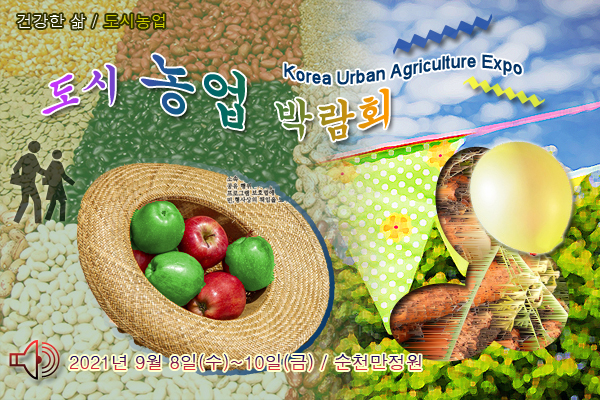 건강한 삶 / 도시농업
Korea Urban Agriculture Expo
도시 농업 박람회
2021년 9월 8일(수)~10일(금) / 순천만정원